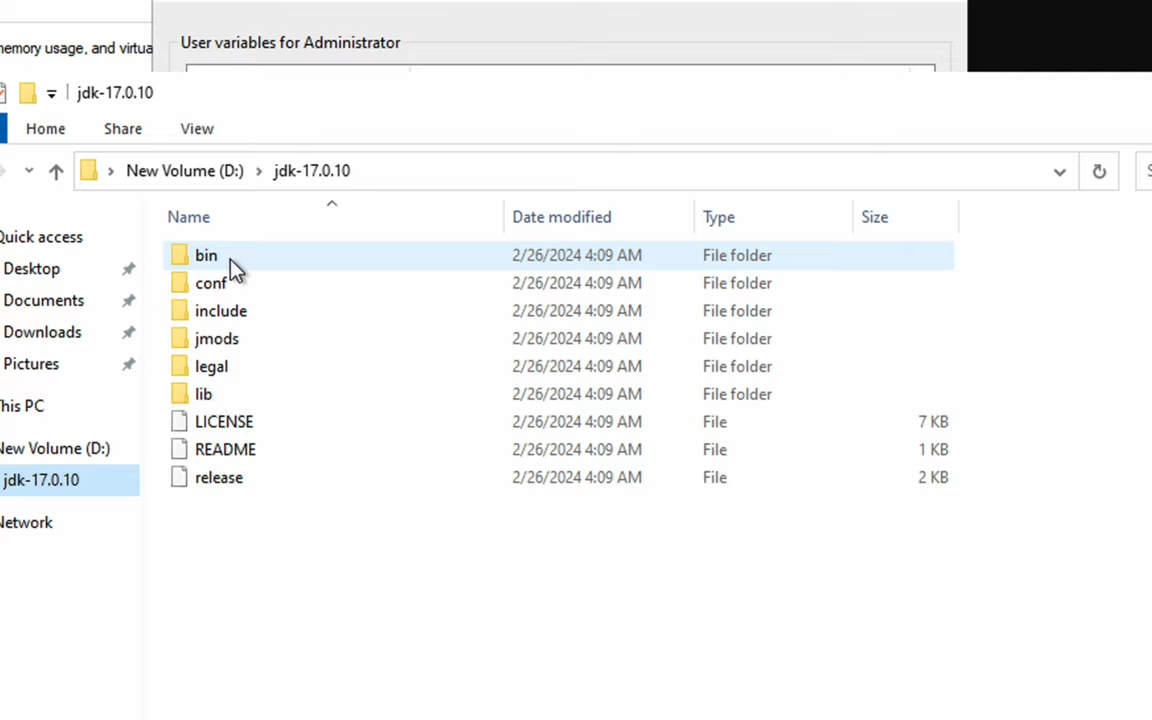 User variables for Administrator
memory usage, and virtua
jdk-17.0.10
Home Share View
New Volume (D:) jdk-17.0.10
Name Date modified Type Size
Quick access
bin 2/26/2024 4:09 AM File folder
Desktop
conf 2/26/2024 4:09 AM File folder
Documents
include 2/26/2024 4:09 AM File folder
Downloads
jmods 2/26/2024 4:09 AM File folder
Pictures
legal 2/26/2024 4:09 AM File folder
lib 2/26/2024 4:09 AM File folder
This PC
LICENSE 2/26/2024 4:09 AM File 7 KB
New Volume (D:)
README 2/26/2024 4:09 AM File 1 KB
jdk-17.0.10
release 2/26/2024 4:09 AM File 2 KB
Network